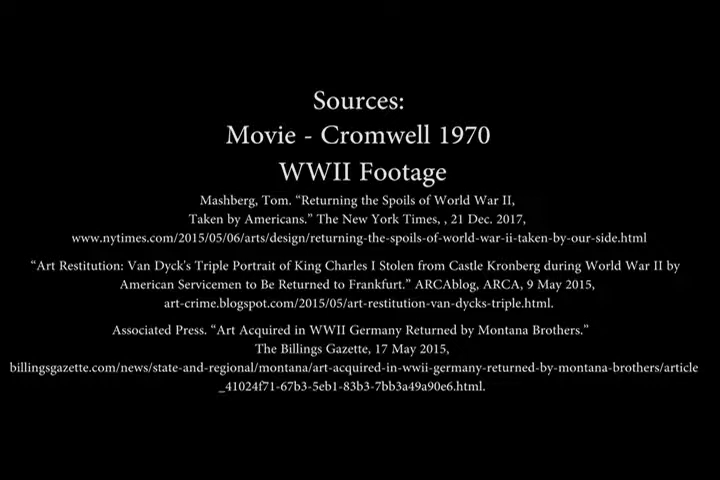 Sources:
Movie - Cromwell 1970
WWII Footage
Mashberg, Tom. “Returning the Spoils of World War II,
Taken by Americans.” The New York Times, , 21 Dec. 2017,
www.nytimes.com/2015/05/06/arts/design/returning-the-spoils-of-world-war-ii-taken-by-our-side.html
“Art Restitution: Van Dyck's Triple Portrait of King Charles I Stolen from Castle Kronberg during World War II by
American Servicemen to Be Returned to Frankfurt.” ARCAblog, ARCA, 9 May 2015,
art-crime.blogspot.com/2015/05/art-restitution-van-dycks-triple.html.
Associated Press. “Art Acquired in WWII Germany Returned by Montana Brothers.”
The Billings Gazette, 17 May 2015,
billingsgazette.com/news/state-and-regional/montana/art-acquired-in-wwii-germany-returned-by-montana-brothers/article
_41024f71-67b3-5eb1-83b3-7bb3a49a90e6.html.